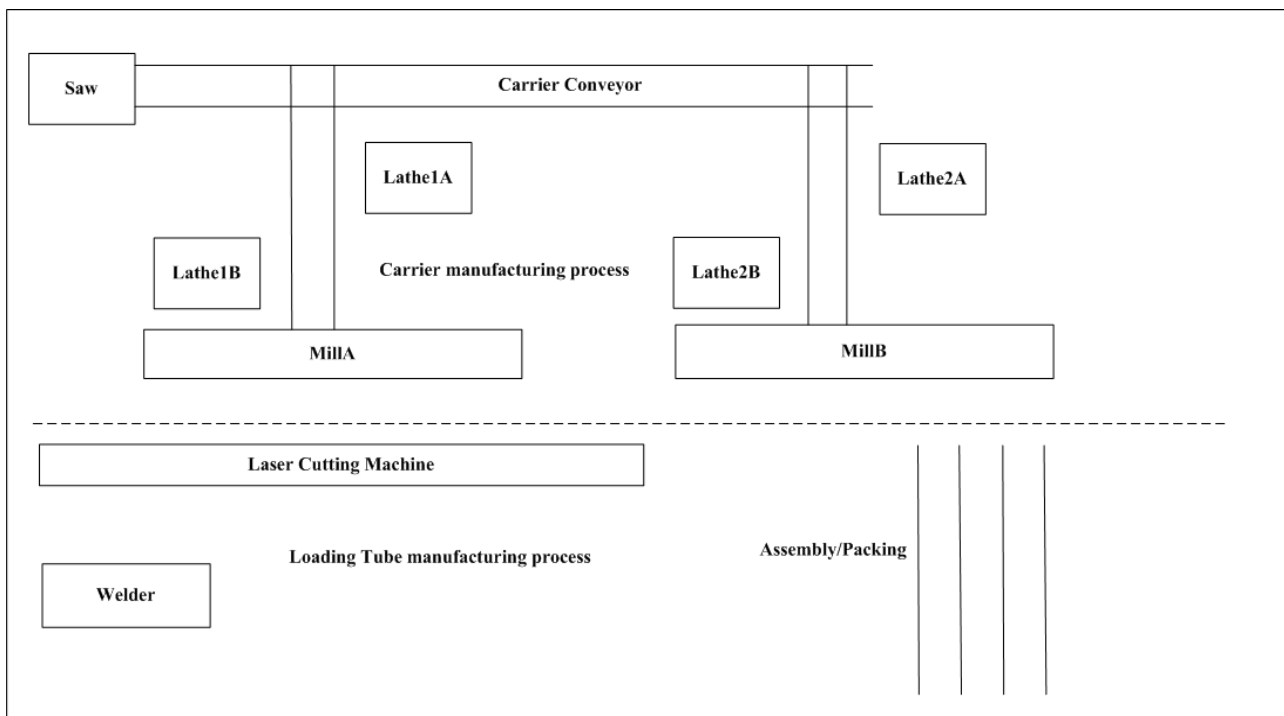 Saw
Carrier Conveyor
Lathe1A
Lathe2A
Lathe1B
Carrier manufacturing process
Lathe2B
MillA
MillB
Laser Cutting Machine
Loading Tube manufacturing process
Assembly/Packing
Welder